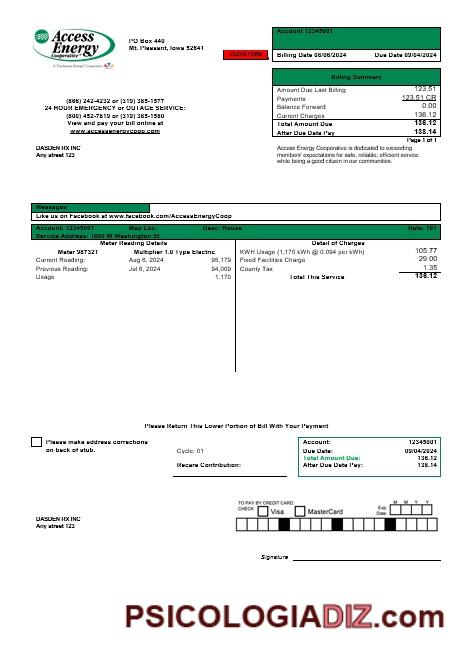 Access
Energy
Cooperative
A Touchstone Energy Cooperative
PO Box 440
Mt. Pleasant, Iowa 52641
CLEAR FORM
Account 12345001
Billing Date 08/06/2024 Due Date 09/04/2024
Billing Summary
Amount Due Last Billing 123.51
Payments 123.51 CR
Balance Forward 0.00
Current Charges 136.12
Total Amount Due 136.12
After Due Date Pay 138.14
Page 1 of 1
(866) 242-4232 or (319) 385-1577
24 HOUR EMERGENCY or OUTAGE SERVICE:
(800) 452-7819 or (319) 385-1580
View and pay your bill online at
www.accessenergycoop.com
DASDEN RX INC
Any street 123
Access Energy Cooperative is dedicated to exceeding
members' expectations for safe, reliable, efficient service
while being a good citizen in our communities.
Messages
Like us on Facebook at www.facebook.com/AccessEnergyCoop
Account: 12345001 Map Loc: Desc: House Rate: 101
Service Address: 1800 W Washington St
Meter Reading Details
Meter 987321 Multiplier 1.0 Type Electric
Current Reading: Aug 6, 2024 95,179
Previous Reading: Jul 6, 2024 94,009
Usage 1,170
Detail of Charges
KWH Usage (1,170 kWh @ 0.094 per kWh) 105.77
Fixed Facilities Charge 29.00
County Tax 1.35
Total This Service 136.12
Please Return This Lower Portion of Bill With Your Payment
Please make address corrections
on back of stub.
Cycle: 01
Recare Contribution:
Account: 12345001
Due Date: 09/04/2024
Total Amount Due: 136.12
After Due Date Pay: 138.14
DASDEN RX INC
Any street 123
TO PAY BY CREDIT CARD,
CHECK Visa MasterCard
Exp.
Date:
M M Y Y
Signature
PSICOLOGIADIZ.com